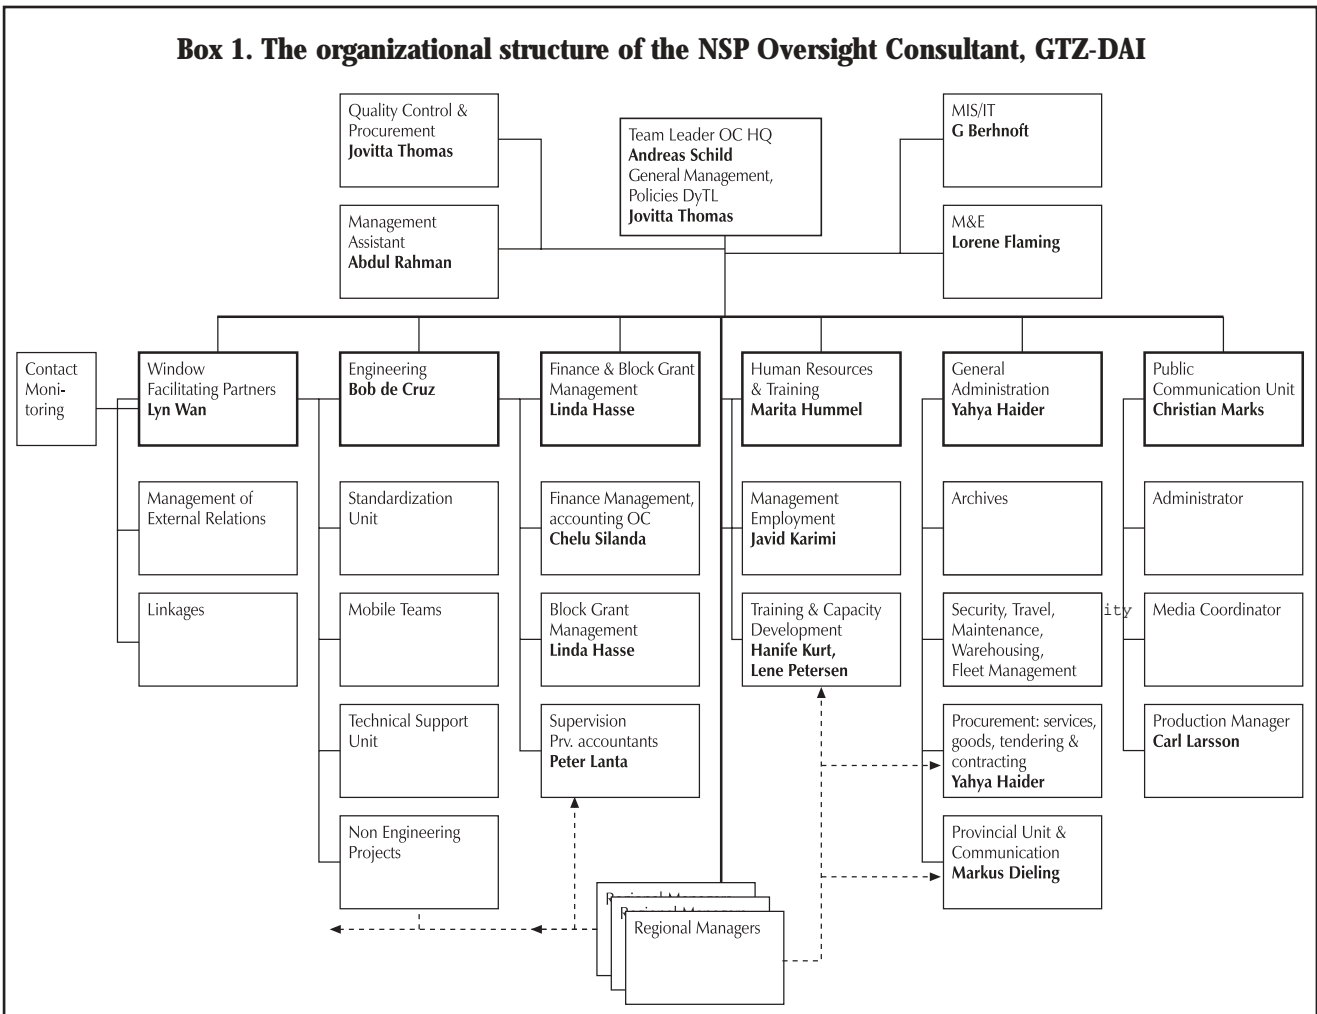 Box 1. The organizational structure of the NSP Oversight Consultant, GTZ-DAI
Quality Control &
Procurement
Jovitta Thomas
Team Leader OC HQ
Andreas Schild
General Management,
Policies DyTL
Jovitta Thomas
MIS/IT
G Berhnoft
Management
Assistant
Abdul Rahman
M&E
Lorene Flaming
Contact
Moni-
toring
Window
Facilitating Partners
Lyn Wan
Engineering
Bob de Cruz
Finance & Block Grant
Management
Linda Hasse
Human Resources
& Training
Marita Hummel
General
Administration
Yahya Haider
Public
Communication Unit
Christian Marks
Management of
External Relations
Standardization
Unit
Finance Management,
accounting OC
Chelu Silanda
Management
Employment
Javid Karimi
Archives
Administrator
Linkages
Mobile Teams
Block Grant
Management
Linda Hasse
Training & Capacity
Development
Hanife Kurt,
Lene Petersen
Security, Travel,
Maintenance,
Warehousing,
Fleet Management
ity
Media Coordinator
Technical Support
Unit
Supervision
Prv. accountants
Peter Lanta
Procurement: services,
goods, tendering &
contracting
Yahya Haider
Production Manager
Carl Larsson
Non Engineering
Projects
Provincial Unit &
Communication
Markus Dieling
Regional Managers